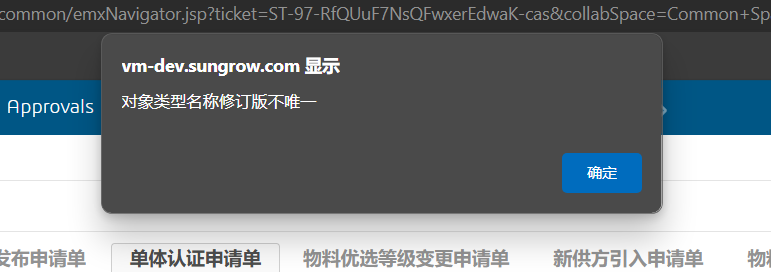 common/emxNavigator.jsp?ticket=ST-97-RfQUuF7NsQFwxerEdwaK-cas&collabSpace=Common+Sp
vm-dev.sungrow.com 显示
对象类型名称修订版不唯一
Approvals
确定
发布申请单 单体认证申请单 物料优选等级变更申请单 新供方引入申请单 物料